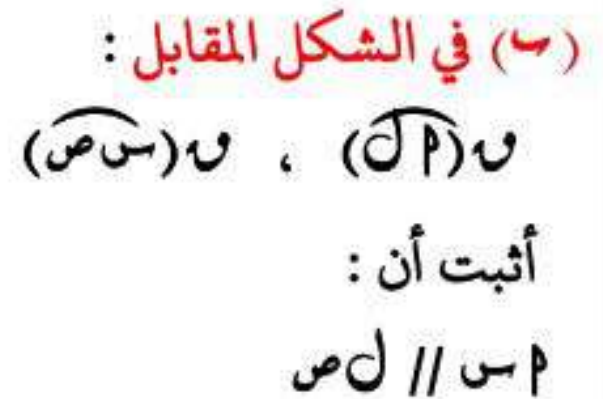 (ب) في الشكل المقابل :
ق(م ل) ، ق(س ص)
أثبت أن :
م س // ل ص